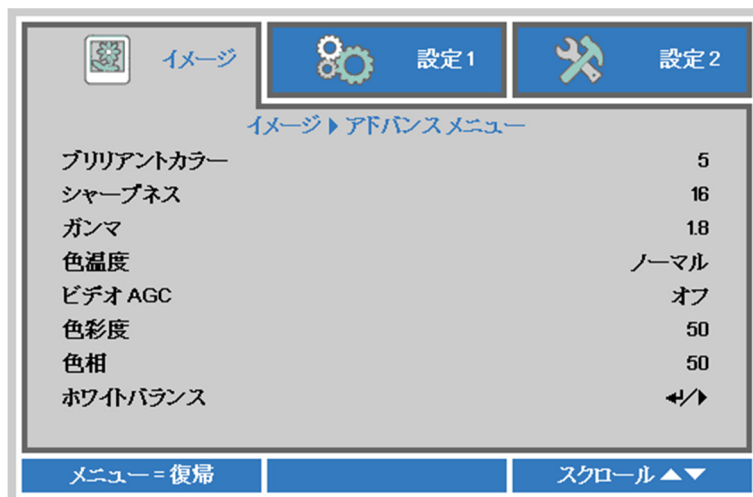 イメージ 設定1 設定2
イメージ ▶ アドバンス メニュー
ブリリアントカラー 5
シャープネス 16
ガンマ 1.8
色温度 ノーマル
ビデオ AGC オフ
色彩度 50
色相 50
ホワイトバランス ↵/▶
メニュー = 復帰 スクロール ▲▼